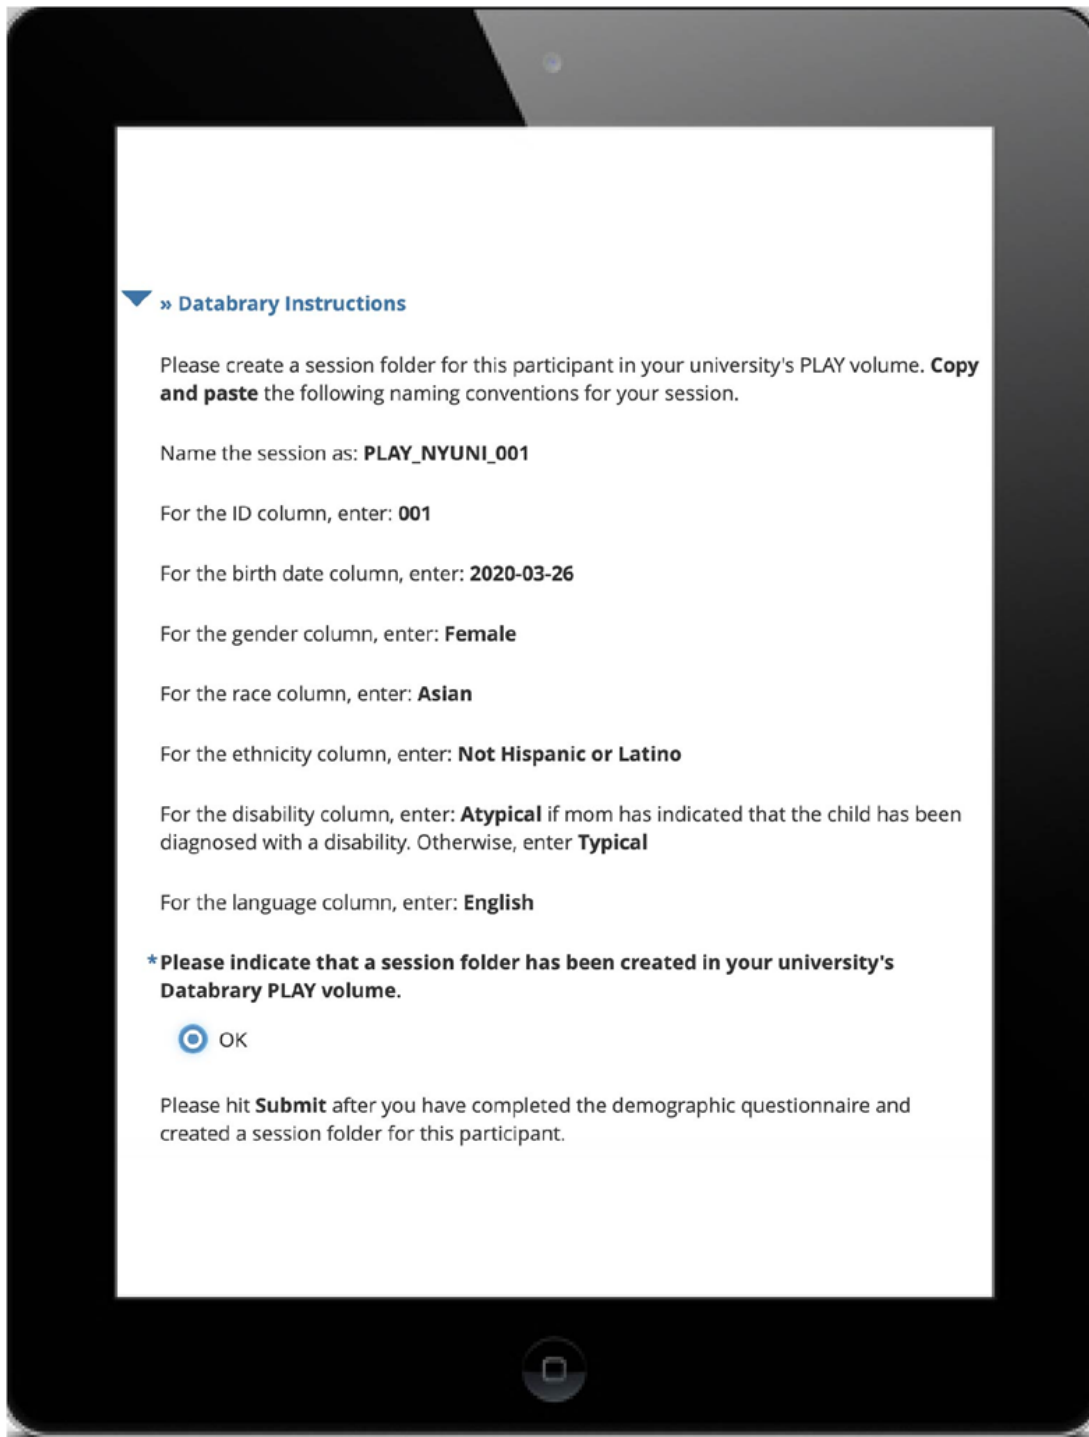 » Databrary Instructions
Please create a session folder for this participant in your university's PLAY volume. Copy
and paste the following naming conventions for your session.
Name the session as: PLAY_NYUNI_001
For the ID column, enter: 001
For the birth date column, enter: 2020-03-26
For the gender column, enter: Female
For the race column, enter: Asian
For the ethnicity column, enter: Not Hispanic or Latino
For the disability column, enter: Atypical if mom has indicated that the child has been
diagnosed with a disability. Otherwise, enter Typical
For the language column, enter: English
*Please indicate that a session folder has been created in your university's
Databrary PLAY volume.
OK
Please hit Submit after you have completed the demographic questionnaire and
created a session folder for this participant.